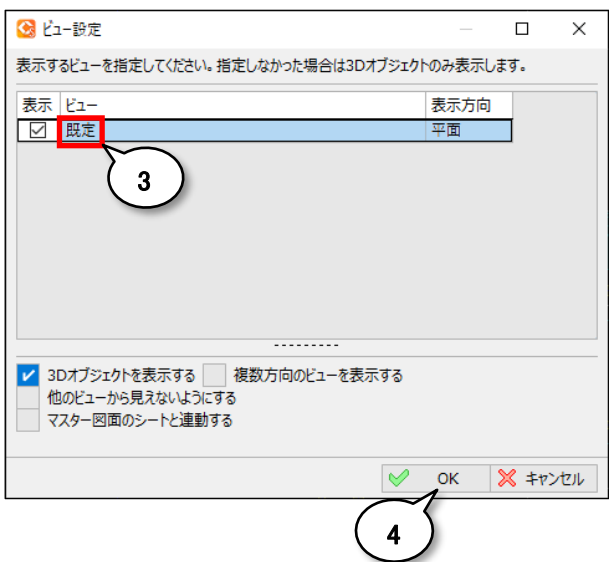 ビュー設定
表示するビューを指定してください。指定しなかった場合は3Dオブジェクトのみ表示します。
表示 ビュー 表示方向
既定 平面
3
3Dオブジェクトを表示する 複数方向のビューを表示する
他のビューから見えないようにする
マスター図面のシートと連動する
OK キャンセル
4